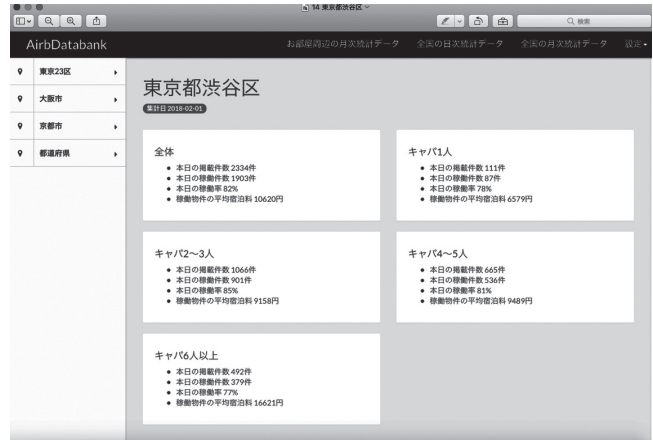 14 東京都渋谷区
検索
AirbDatabank
お部屋周辺の月次統計データ 全国の日次統計データ 全国の月次統計データ 設定
東京23区
大阪市
京都市
都道府県
東京都渋谷区
集計日 2018-02-01
全体
本日の掲載件数 2334件
本日の稼働件数 1903件
本日の稼働率 82%
稼働物件の平均宿泊料 10620円
キャパ1人
本日の掲載件数 111件
本日の稼働件数 87件
本日の稼働率 78%
稼働物件の平均宿泊料 6579円
キャパ2〜3人
本日の掲載件数 1066件
本日の稼働件数 901件
本日の稼働率 85%
稼働物件の平均宿泊料 9158円
キャパ4〜5人
本日の掲載件数 665件
本日の稼働件数 536件
本日の稼働率 81%
稼働物件の平均宿泊料 9489円
キャパ6人以上
本日の掲載件数 492件
本日の稼働件数 379件
本日の稼働率 77%
稼働物件の平均宿泊料 16621円